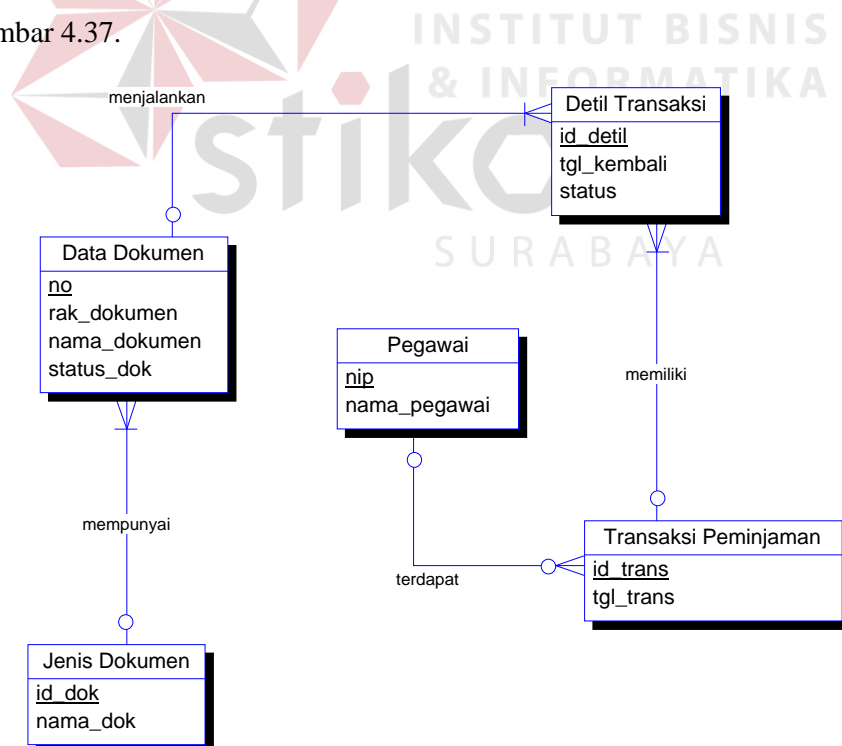 mbar 4.37.
INSTITUT BISNIS
& INFORMATIKA
stiko
SURABAYA
menjalankan
Detil Transaksi
id_detil
tgl_kembali
status
Data Dokumen
no
rak_dokumen
nama_dokumen
status_dok
Pegawai
nip
nama_pegawai
memiliki
mempunyai
terdapat
Transaksi Peminjaman
id_trans
tgl_trans
Jenis Dokumen
id_dok
nama_dok